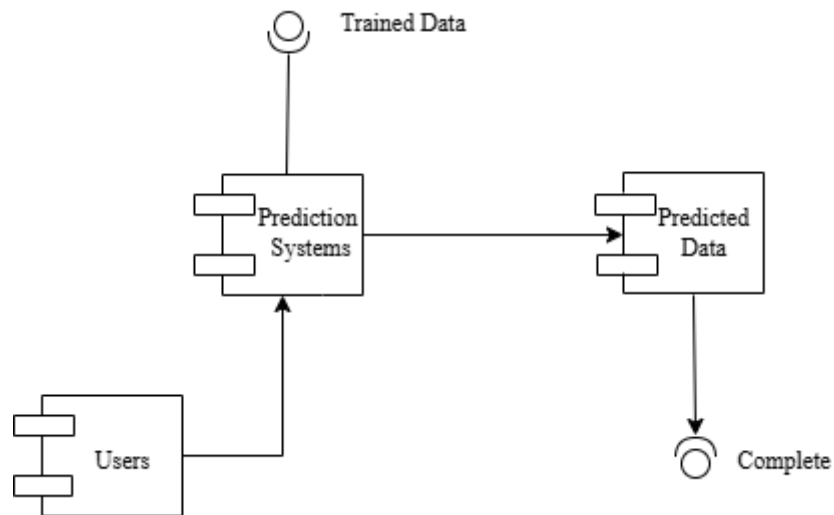 Trained Data
Prediction
Systems
Predicted
Data
Users
Complete